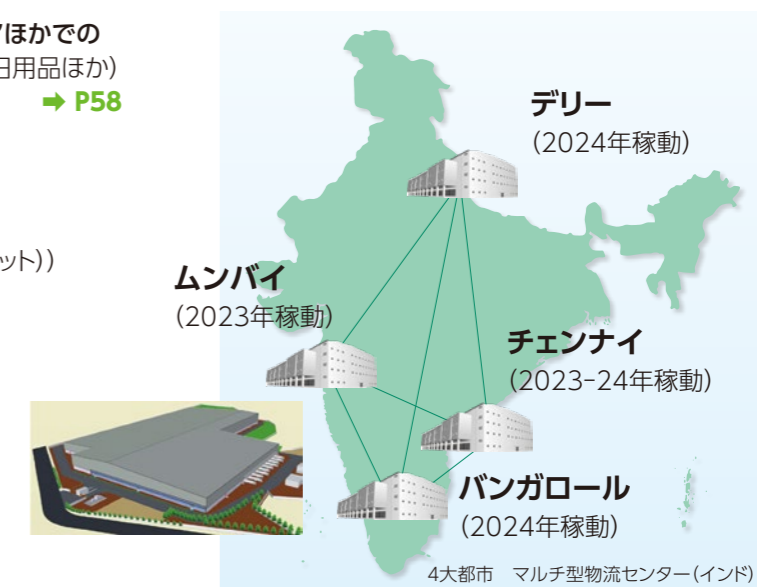 ほかでの
日用品ほか)
➡ P58
ット))
デリー
(2024年稼動)
ムンバイ
(2023年稼動)
チェンナイ
(2023-24年稼動)
バンガロール
(2024年稼動)
4大都市 マルチ型物流センター(インド)